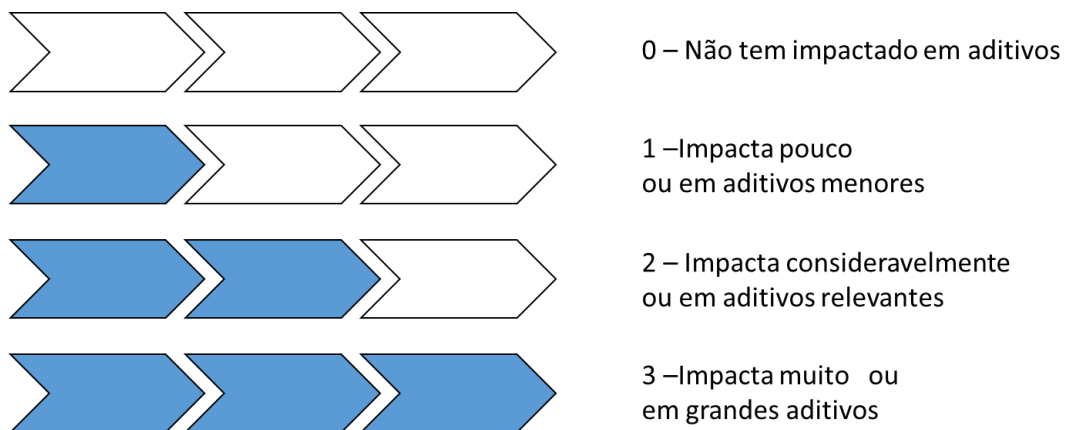 0 – Não tem impactado em aditivos
1 –Impacta pouco
ou em aditivos menores
2 – Impacta consideravelmente
ou em aditivos relevantes
3 –Impacta muito ou
em grandes aditivos